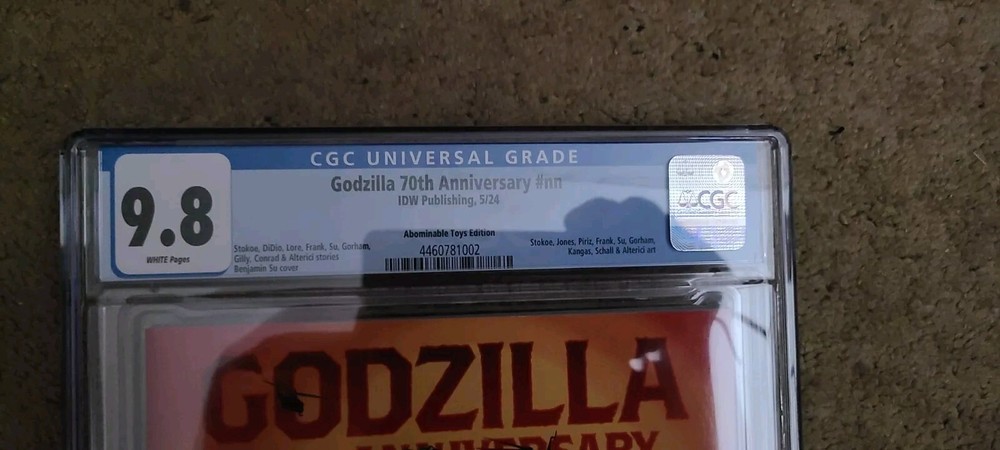 CGC UNIVERSAL GRADE
9.8
WHITE Pages
Godzilla 70th Anniversary #nn
IDW Publishing, 5/24
Abominable Toys Edition
4460781002
Stokoe, DiDio, Lore, Frank, Su, Gorham,
Gilly, Conrad & Alterici stories
Benjamin Su cover
Stokoe, Jones, Piriz, Frank, Su, Gorham,
Kangas, Schall & Alterici art
CGC
GODZILLA
ANNIVERSARY